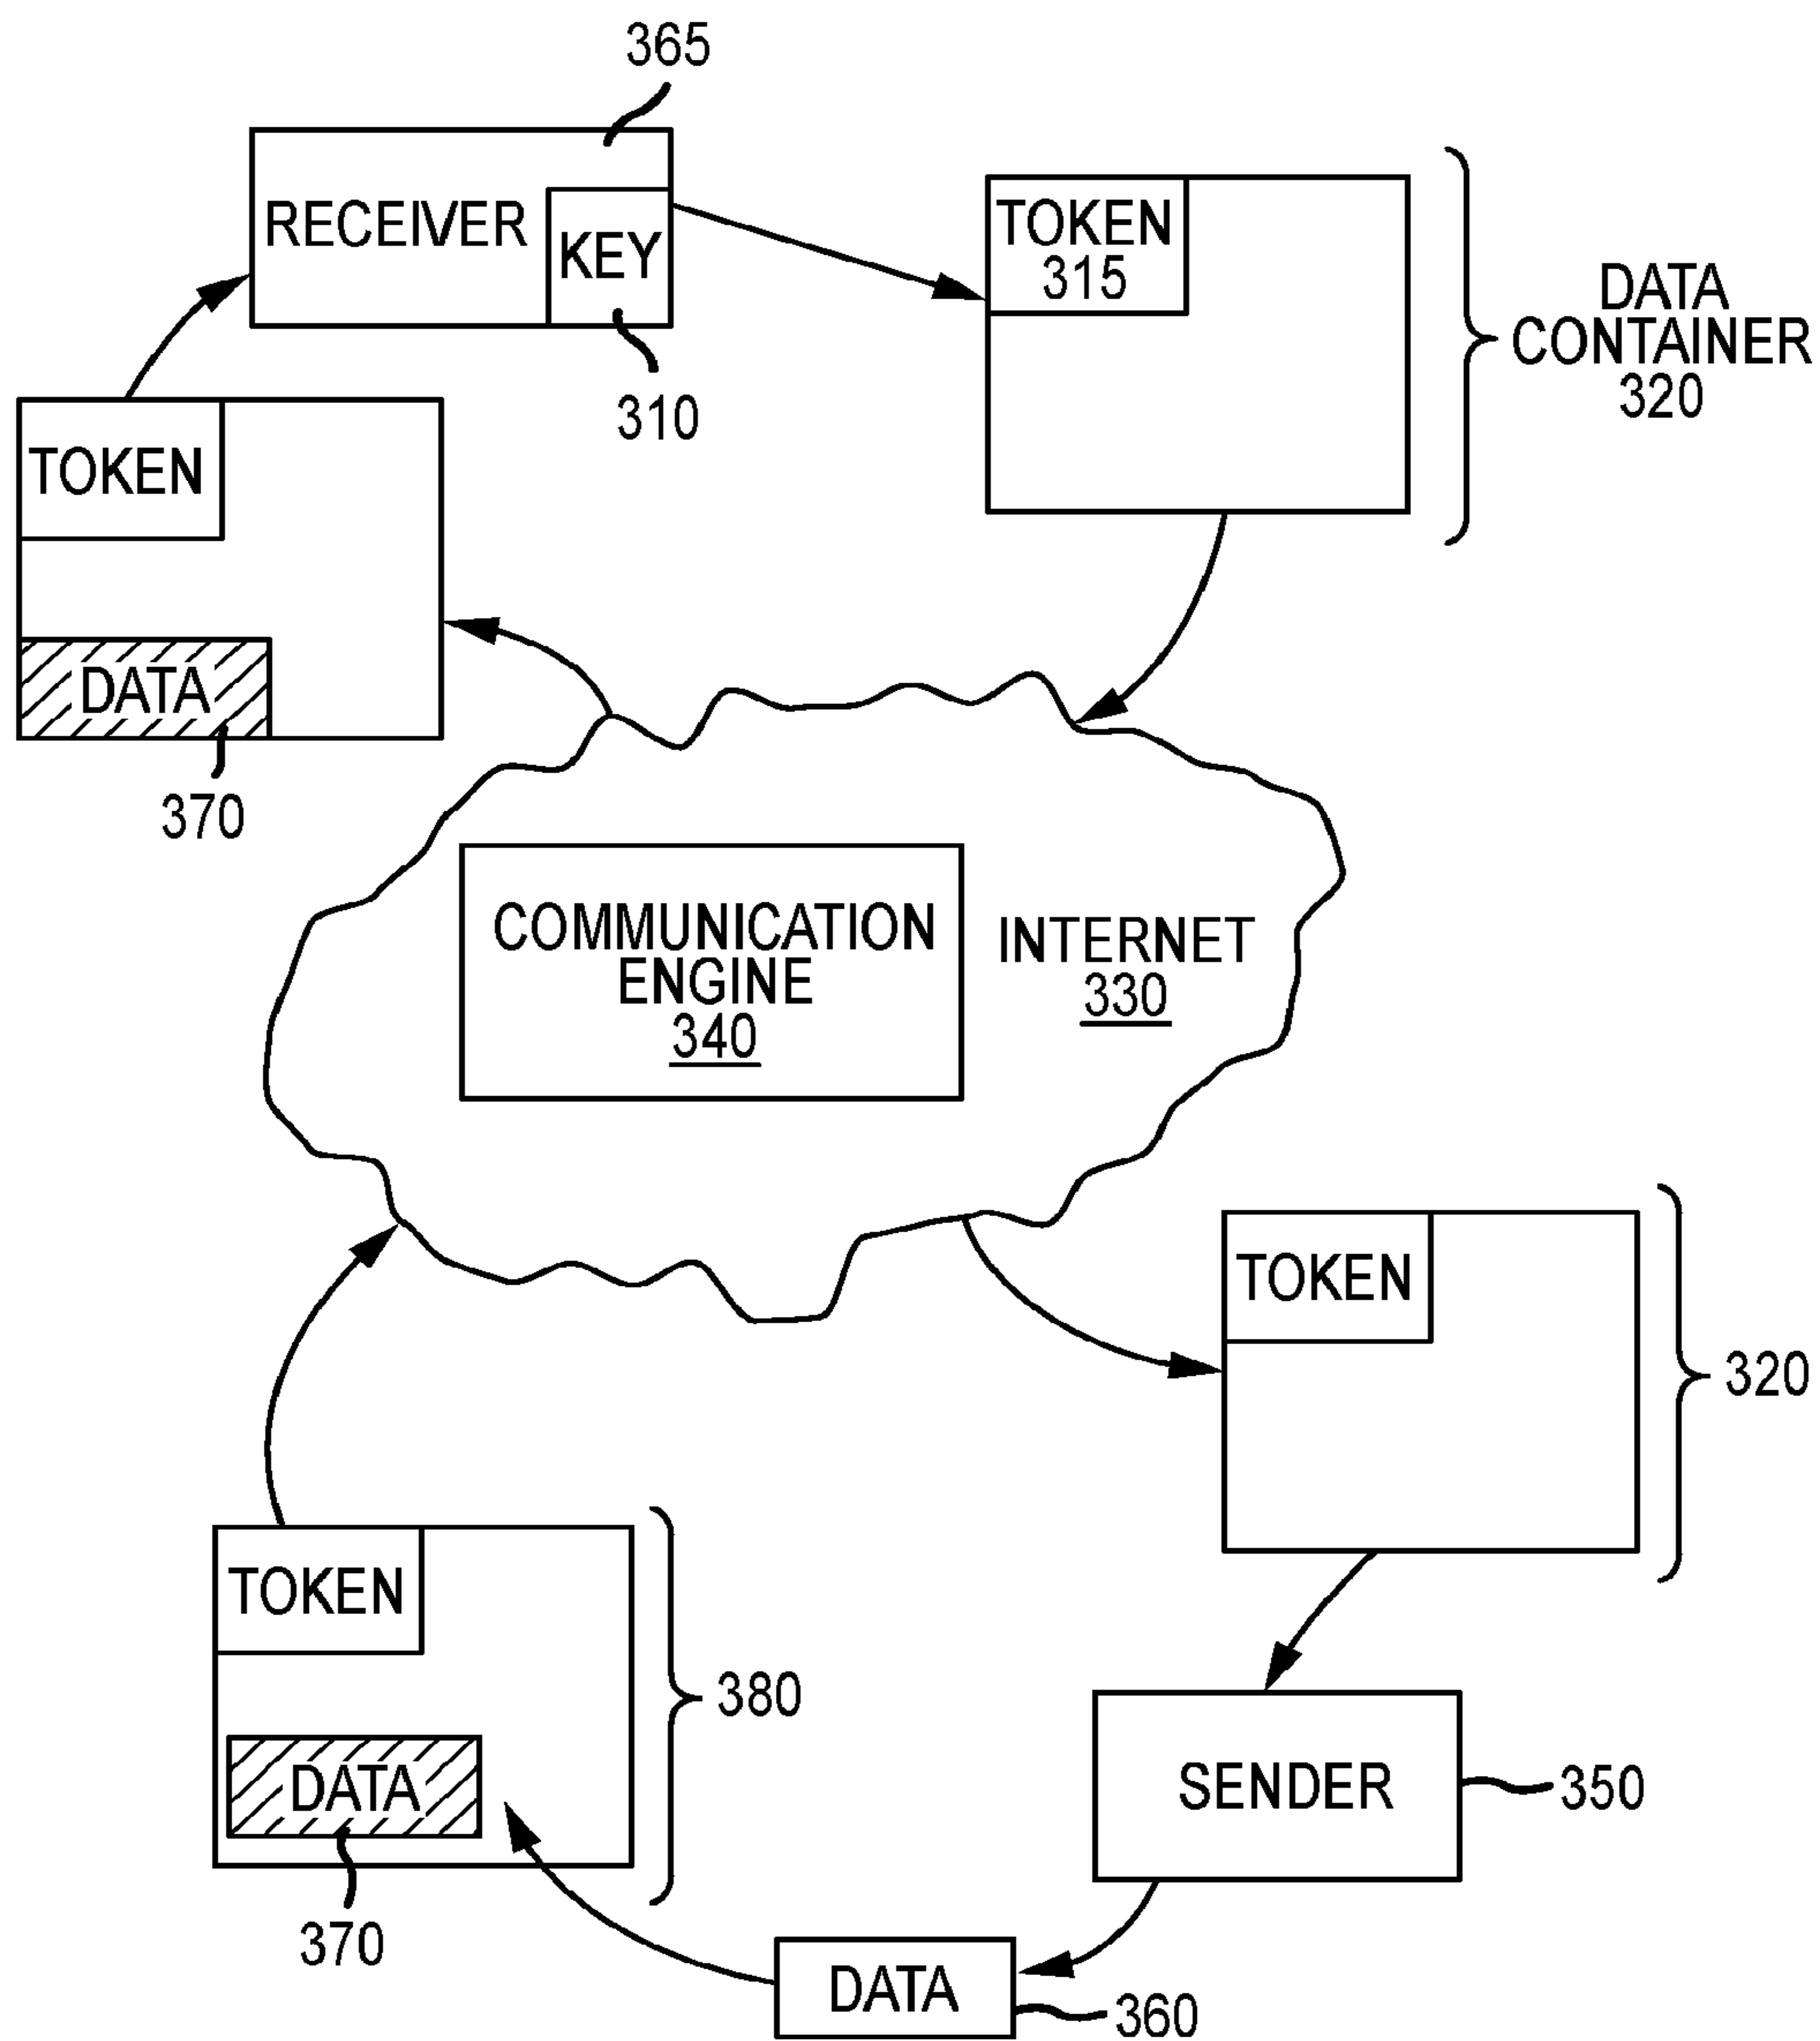 365
RECEIVER
KEY
310
TOKEN
315
DATA
CONTAINER
320
TOKEN
DATA
370
COMMUNICATION
ENGINE
340
INTERNET
330
TOKEN
320
TOKEN
DATA
370
380
SENDER
350
DATA
360